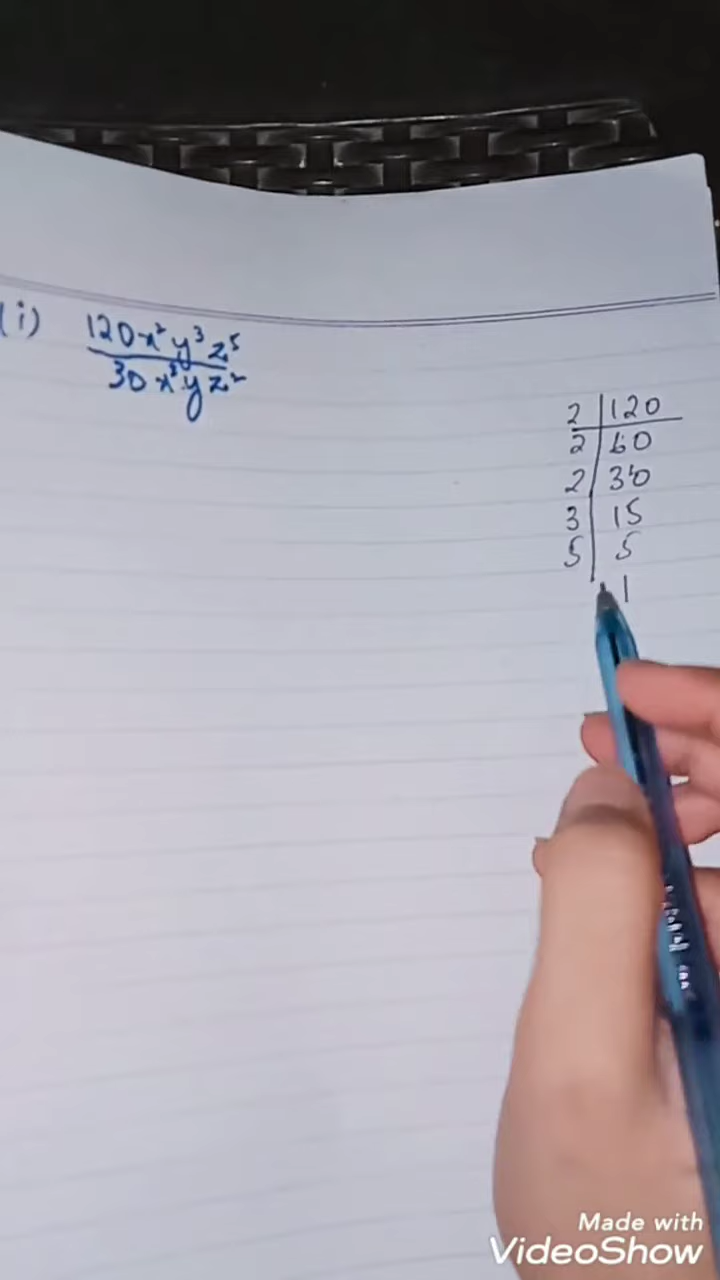 (i) 120x²y³z⁵
30x³yz²
2 | 120
2 | 60
2 | 30
3 | 15
5 | 5
1
Made with
VideoShow